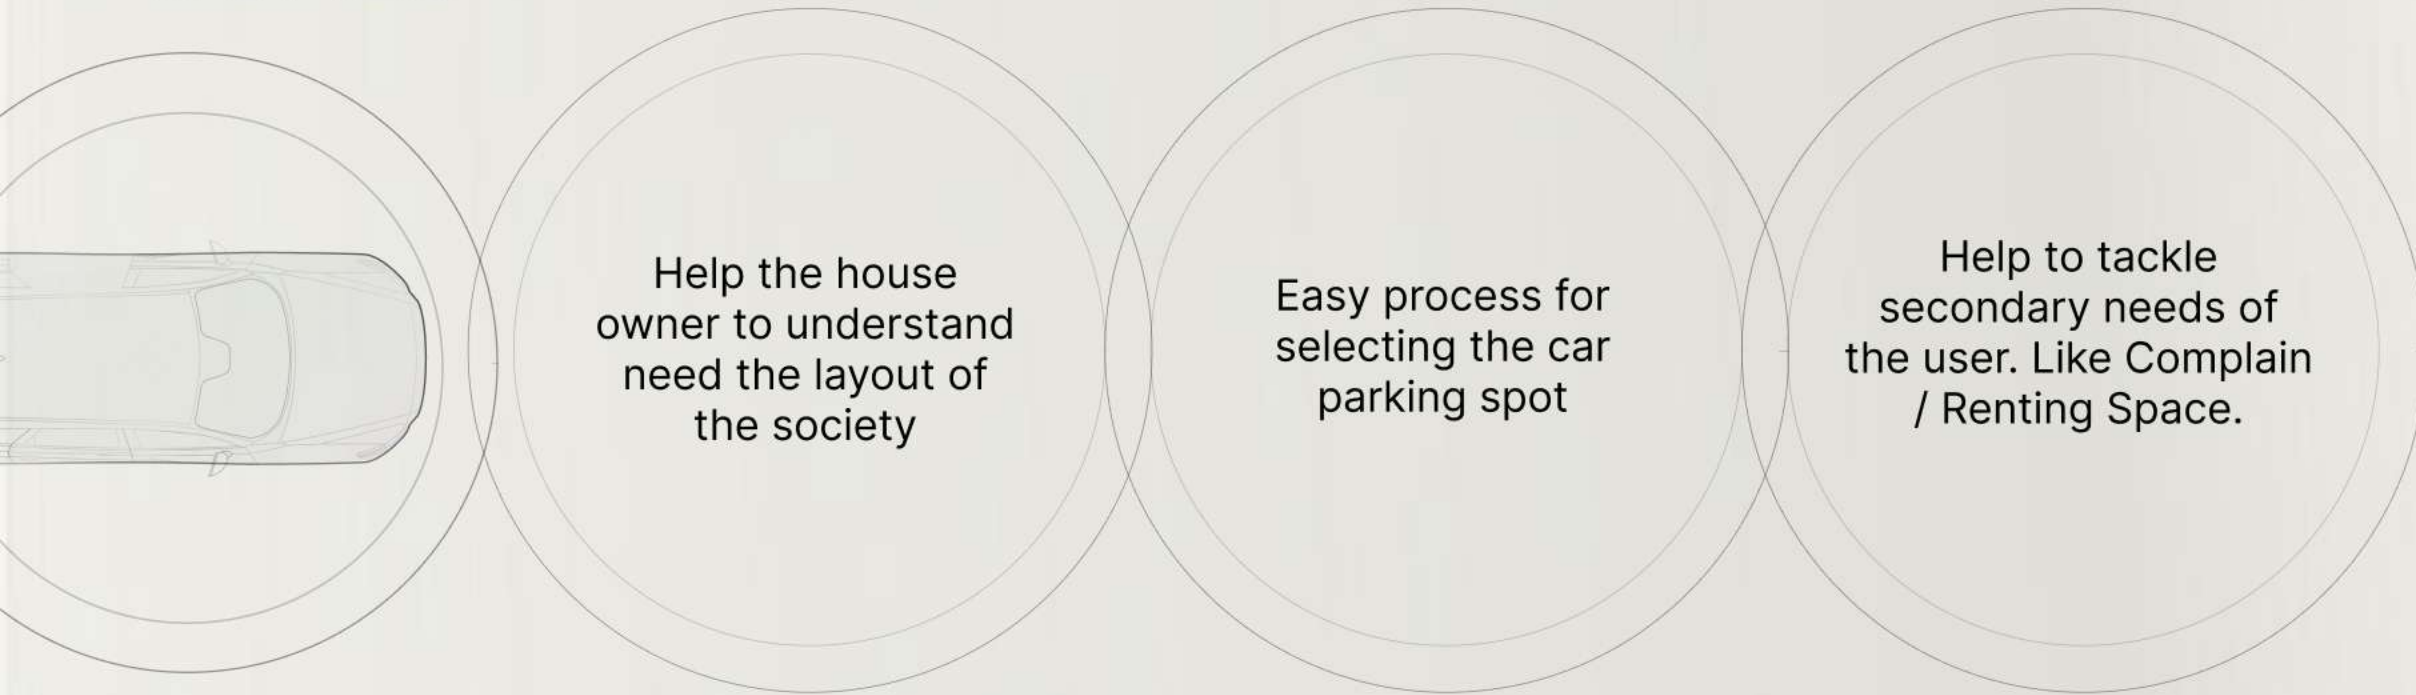 Help the house
owner to understand
need the layout of
the society
Easy process for
selecting the car
parking spot
Help to tackle
secondary needs of
the user. Like Complain
/ Renting Space.